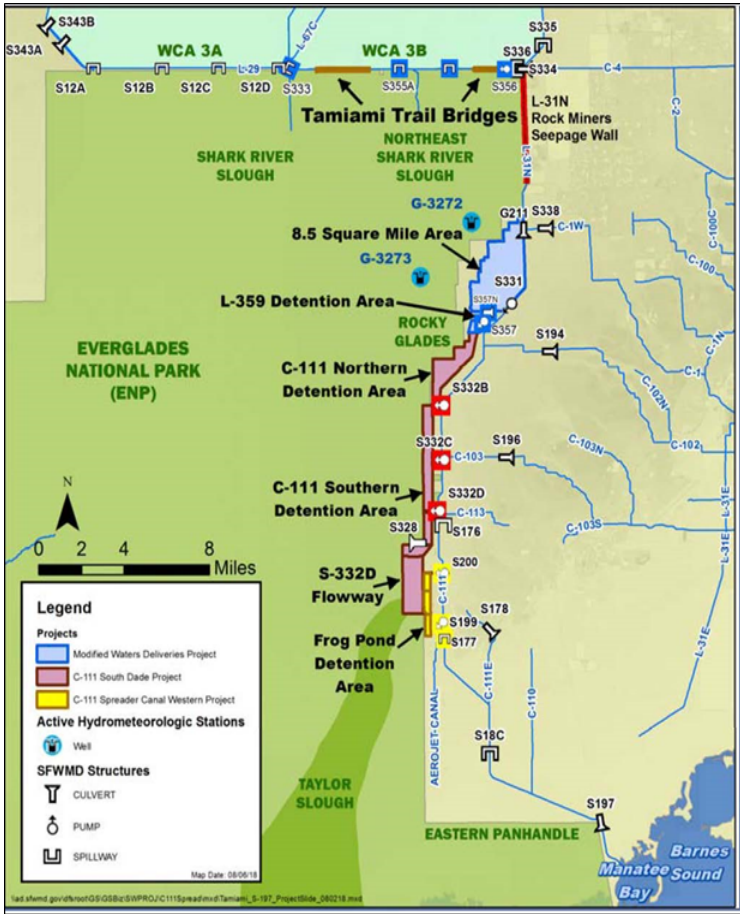 S343B
S343A
WCA 3A
L-67C
WCA 3B
S335
S336
S12A
S12B
S12C
L-29
S12D
S333
S355A
S356
S334
C-4
Tamiami Trail Bridges
L-31N
Rock Miners
Seepage Wall
C-2
SHARK RIVER
SLOUGH
NORTHEAST
SHARK RIVER
SLOUGH
L-31N
G-3272
G211
S338
C-1W
C-100C
8.5 Square Mile Area
C-100
G-3273
S331
L-359 Detention Area
S357N
S357
ROCKY
GLADES
S194
C-1N
EVERGLADES
NATIONAL PARK
(ENP)
C-111 Northern
Detention Area
C-1
S332B
C-102N
C-102
S332C
S196
C-103N
C-103
L-31E
N
C-111 Southern
Detention Area
S332D
C-113
S176
C-103S
S328
L-31E
0 2 4 8
Miles
S-332D
Flowway
S200
C-111
Legend
Projects
Modified Waters Deliveries Project
C-111 South Dade Project
C-111 Spreader Canal Western Project
Active Hydrometeorologic Stations
Well
SFWMD Structures
CULVERT
PUMP
SPILLWAY
Map Date: 08/06/18
S199
S178
S177
Frog Pond
Detention
Area
L-31E
C-111E
AEROJET-CANAL
C-110
S18C
TAYLOR
SLOUGH
S197
EASTERN PANHANDLE
Barnes
Sound
Manatee
Bay